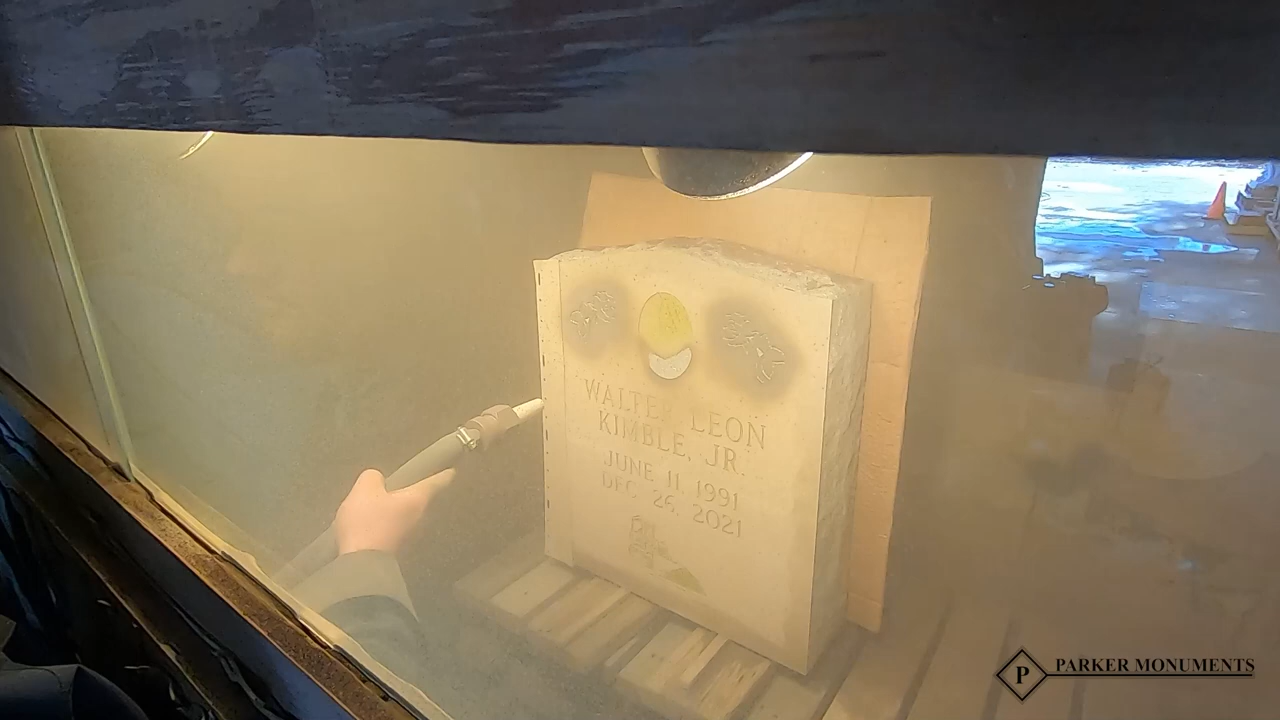 WALTER LEON
KIMBLE, JR.
JUNE 11, 1991
DEC. 26, 2021
P PARKER MONUMENTS